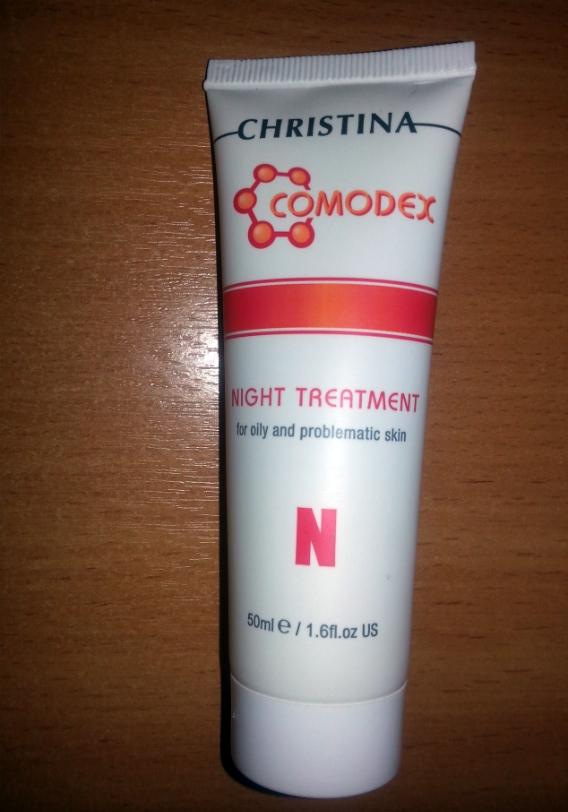 CHRISTINA
COMODEX
NIGHT TREATMENT
for oily and problematic skin
N
50ml e / 1.6fl.oz US